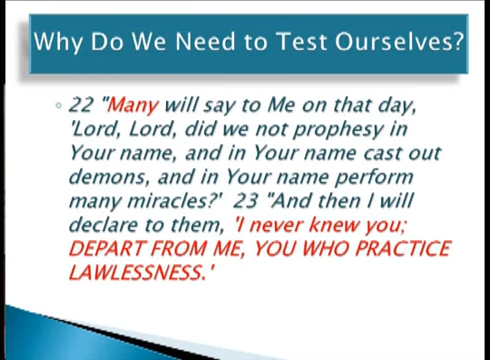 Why Do We Need to Test Ourselves?
22 "Many will say to Me on that day,
'Lord, Lord, did we not prophesy in
Your name, and in Your name cast out
demons, and in Your name perform
many miracles?' 23 "And then I will
declare to them, 'I never knew you;
DEPART FROM ME, YOU WHO PRACTICE
LAWLESSNESS.'